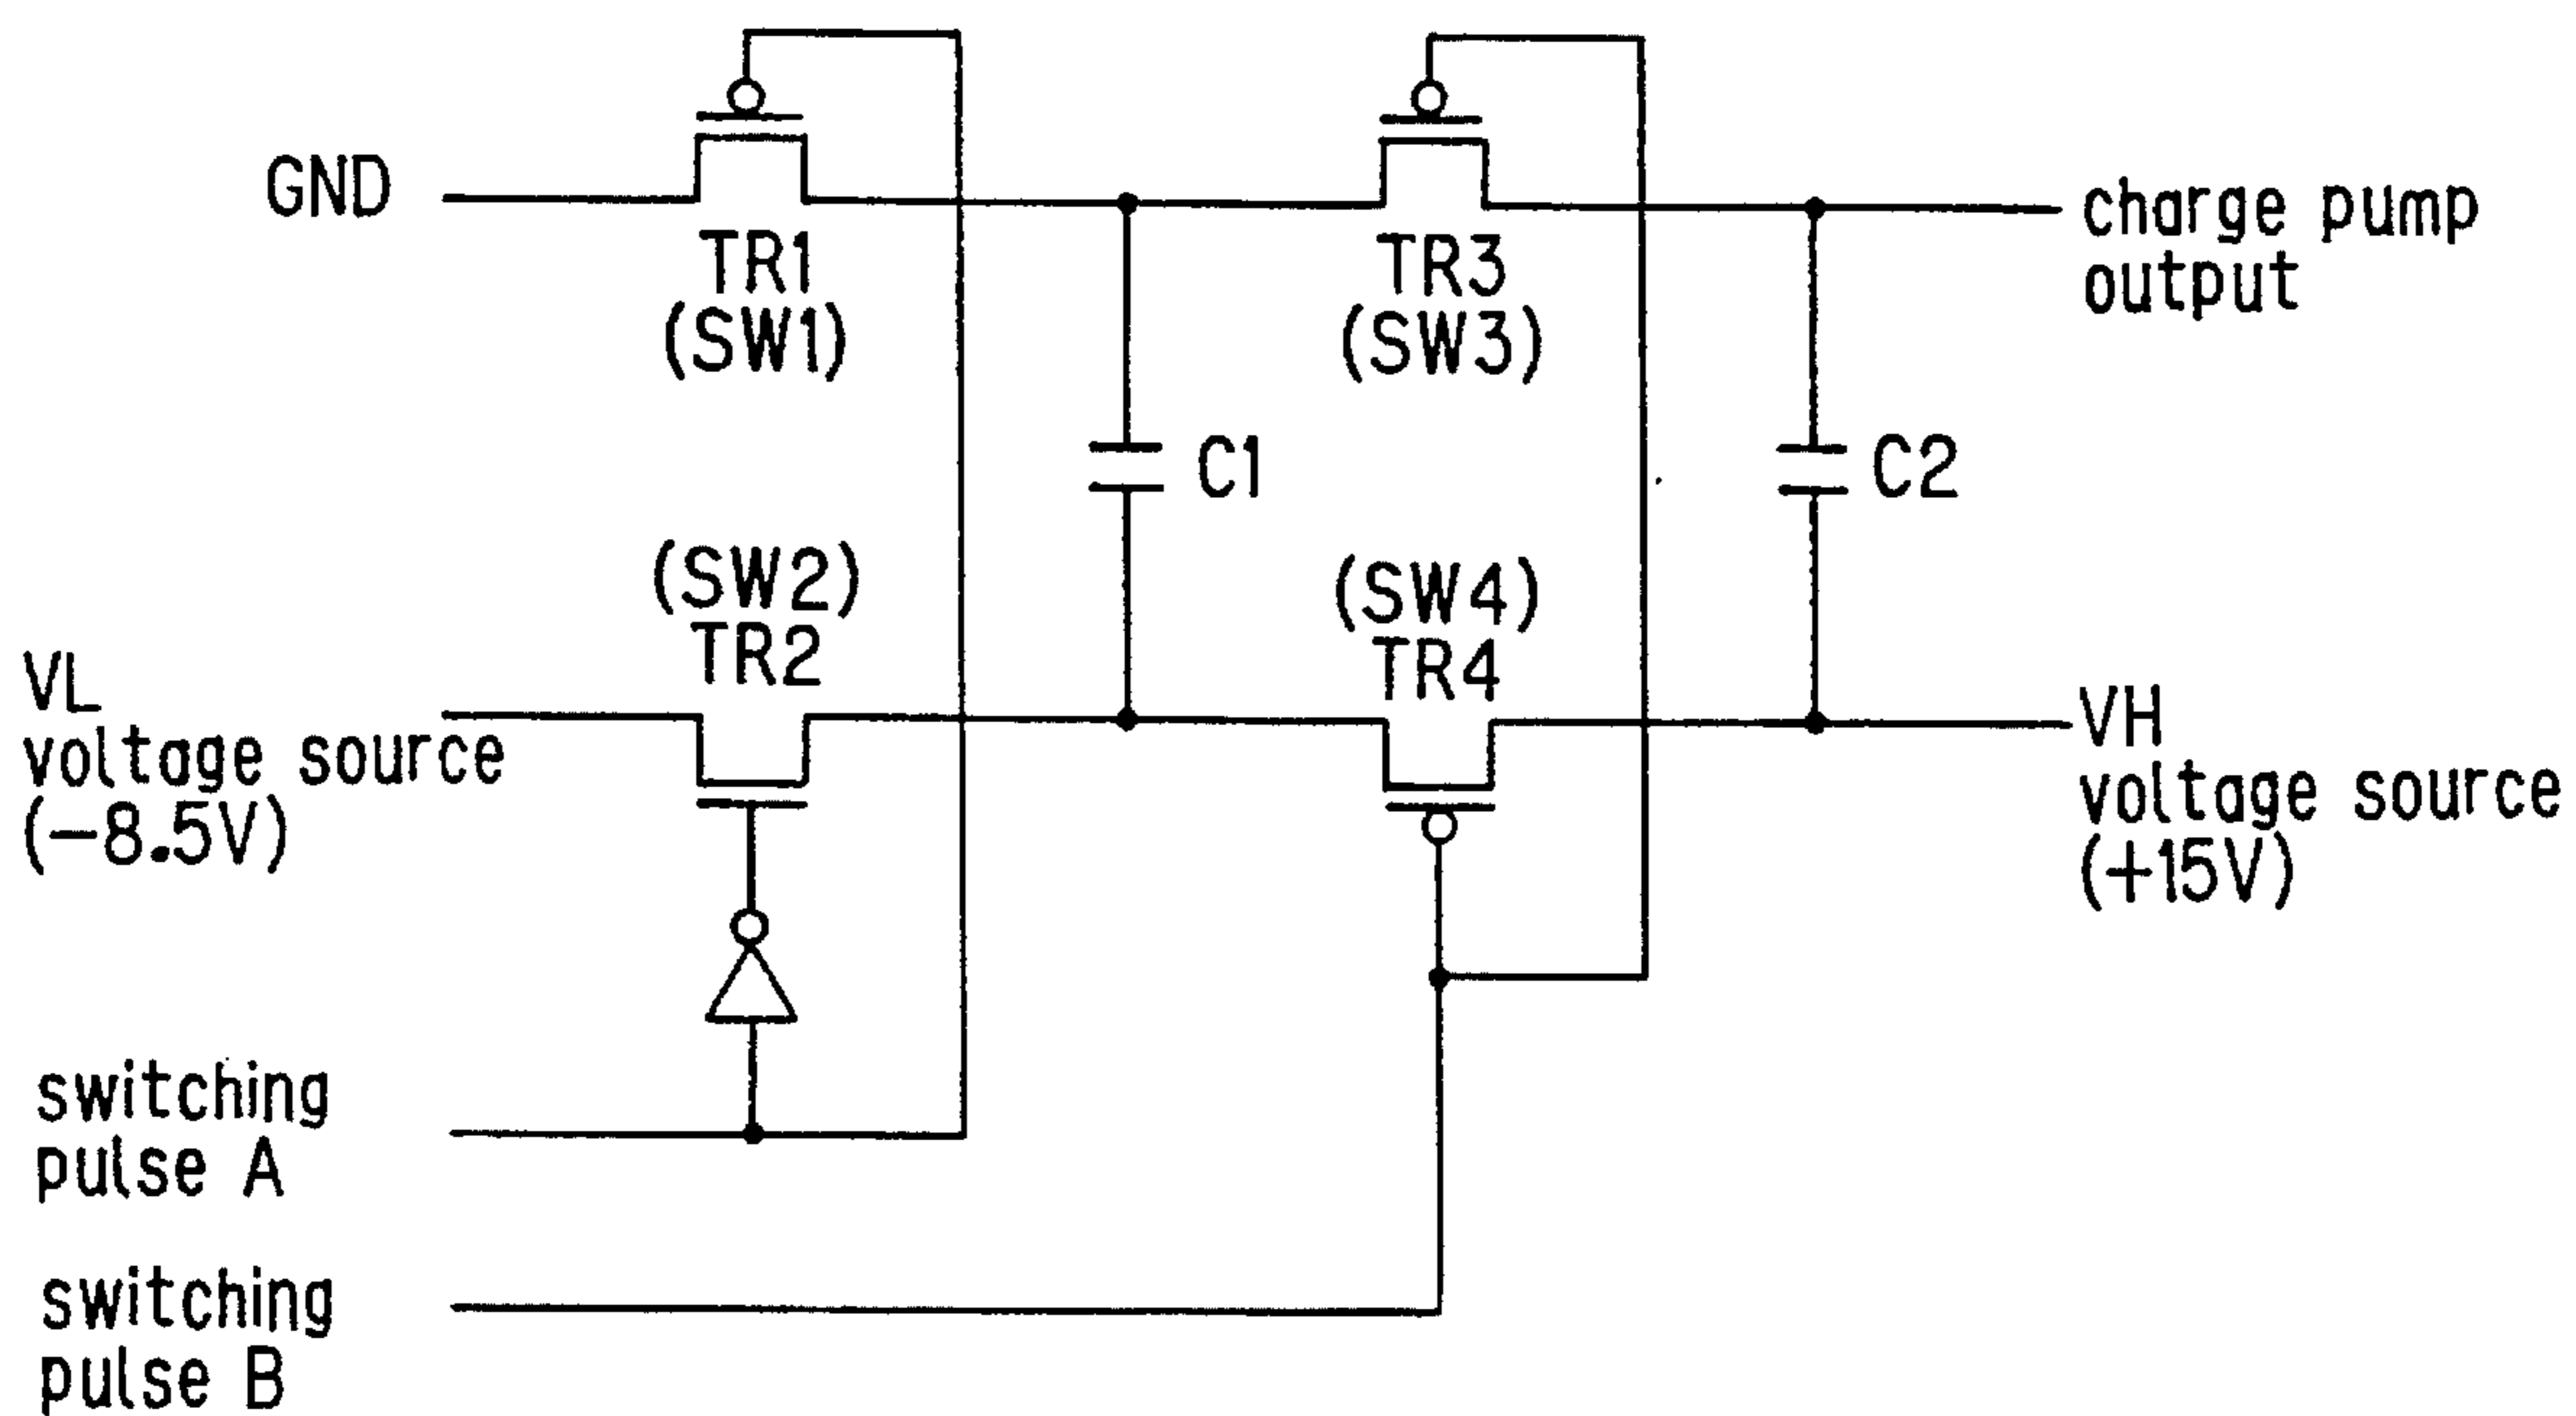 GND
TR1
(SW1)
TR3
(SW3)
charge pump
output
C1
C2
(SW2)
TR2
(SW4)
TR4
VL
voltage source
(-8.5V)
VH
voltage source
(+15V)
switching
pulse A
switching
pulse B